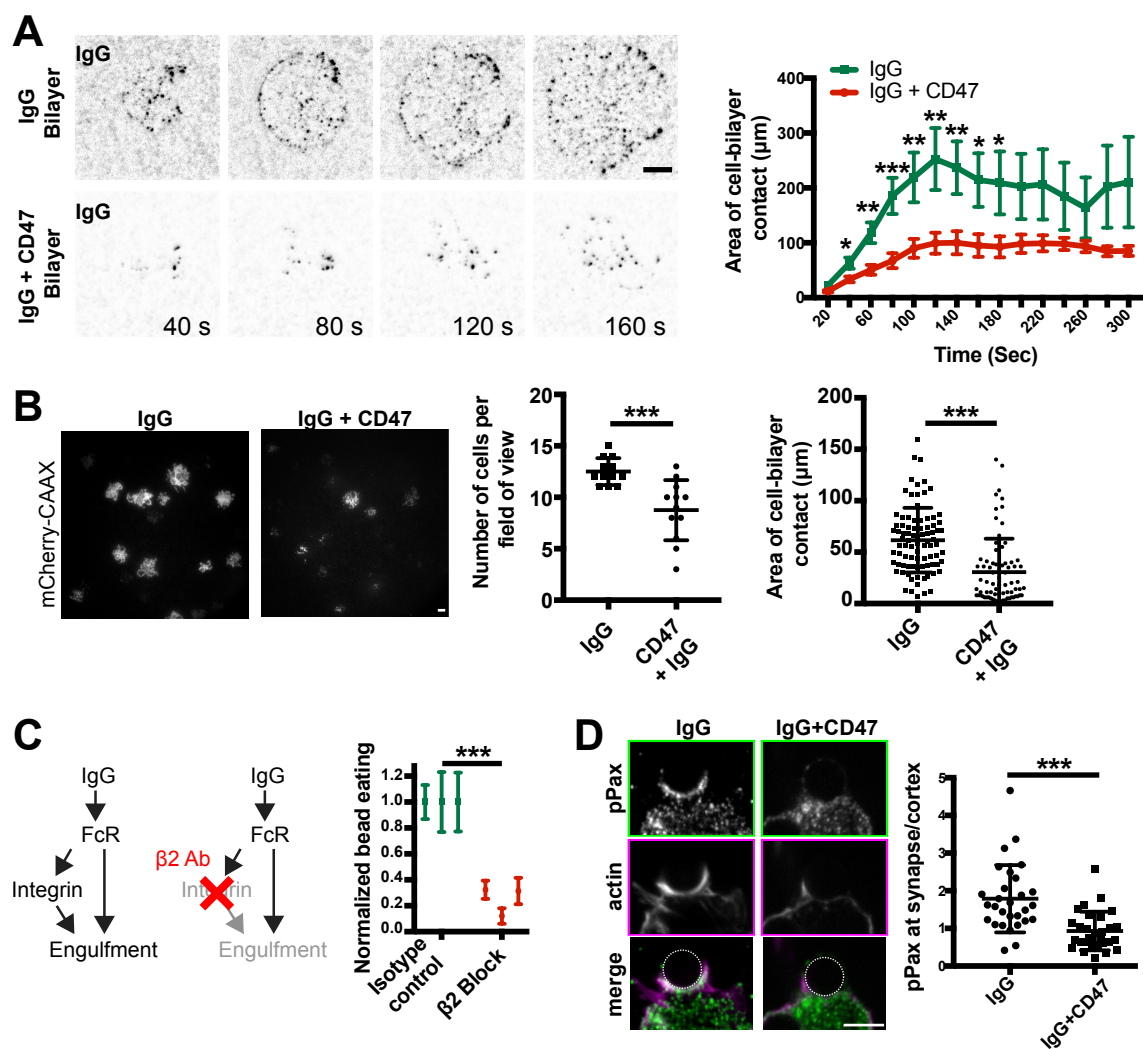 A
IgG
Bilayer
IgG
IgG + CD47
Bilayer
IgG
40 s
80 s
120 s
160 s
IgG
IgG + CD47
Area of cell-bilayer
contact (μm)
400
300
200
100
0
*
**
***
**
**
**
*
*
20
60
100
140
180
220
260
300
Time (Sec)
B
IgG
IgG + CD47
mCherry-CAAX
Number of cells per
field of view
20
15
10
5
0
***
IgG
CD47
+ IgG
Area of cell-bilayer
contact (μm)
200
150
100
50
0
***
IgG
CD47
+ IgG
C
IgG
FcR
Integrin
Engulfment
IgG
FcR
β2 Ab
Integrin
Engulfment
Normalized bead eating
1.2
1.0
0.8
0.6
0.4
0.2
0.0
***
Isotype
control
β2 Block
D
IgG
IgG+CD47
pPax
actin
merge
pPax at synapse/cortex
5
4
3
2
1
0
***
IgG
IgG+CD47